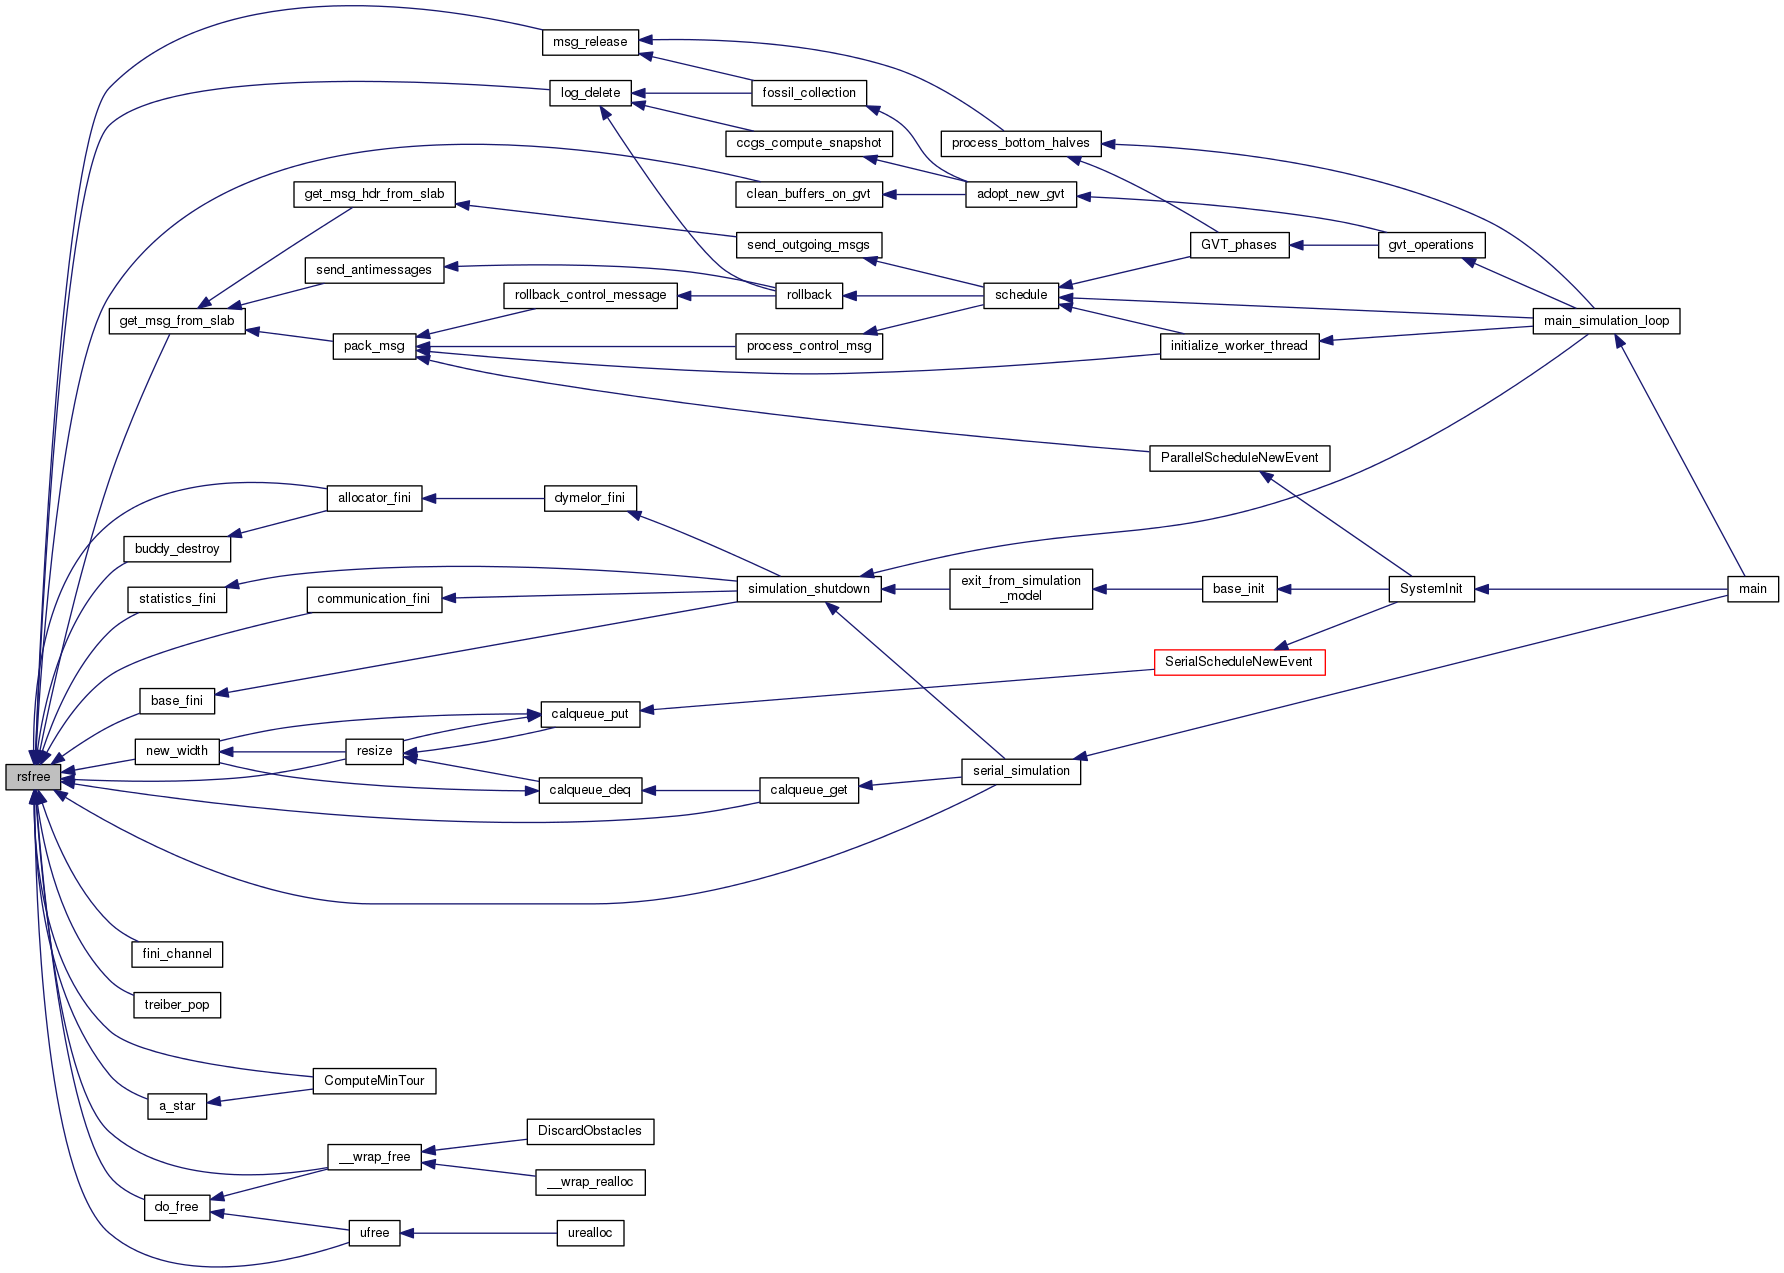 msg_release
log_delete
fossil_collection
ccgs_compute_snapshot
process_bottom_halves
get_msg_hdr_from_slab
clean_buffers_on_gvt
adopt_new_gvt
send_outgoing_msgs
GVT_phases
gvt_operations
send_antimessages
rollback_control_message
rollback
schedule
get_msg_from_slab
main_simulation_loop
pack_msg
process_control_msg
initialize_worker_thread
ParallelScheduleNewEvent
allocator_fini
dymelor_fini
buddy_destroy
statistics_fini
communication_fini
simulation_shutdown
exit_from_simulation
_model
base_init
SystemInit
main
SerialScheduleNewEvent
base_fini
calqueue_put
new_width
resize
rsfree
serial_simulation
calqueue_deq
calqueue_get
fini_channel
treiber_pop
ComputeMinTour
a_star
DiscardObstacles
__wrap_free
__wrap_realloc
do_free
ufree
urealloc